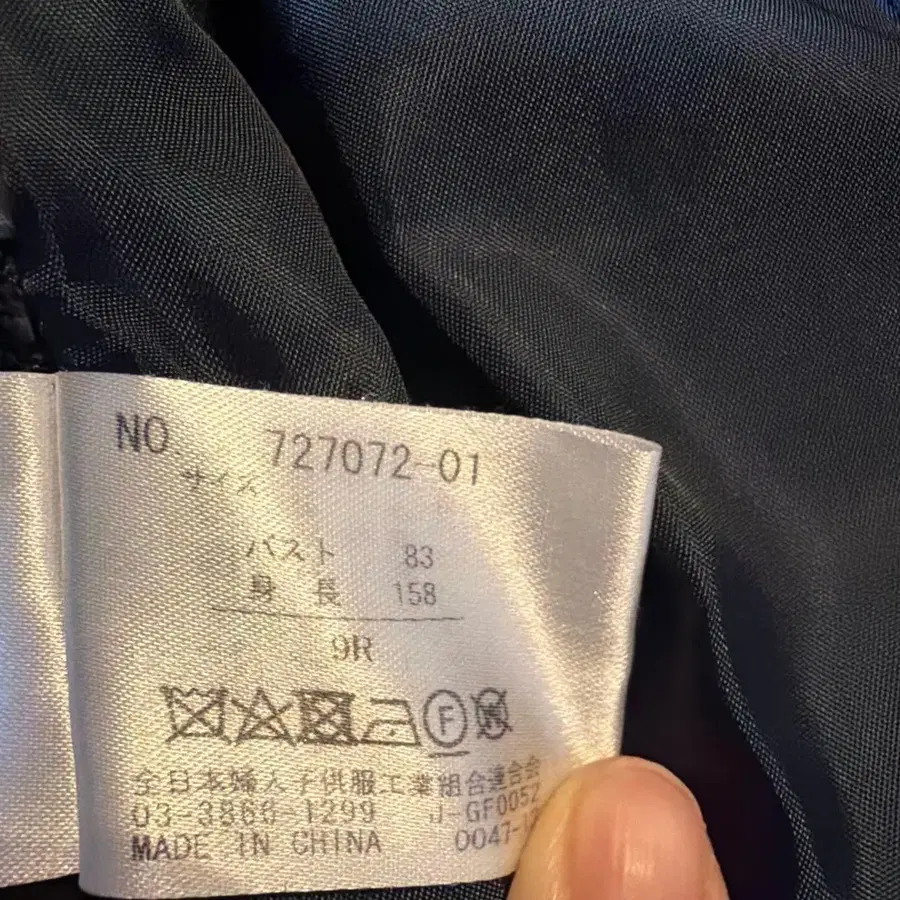 NO. 727072-01
サイズ
バスト 83
身長 158
9R
F
W
全日本婦人子供服工業組合連合会
03-3866-1299 J-GF0052
MADE IN CHINA